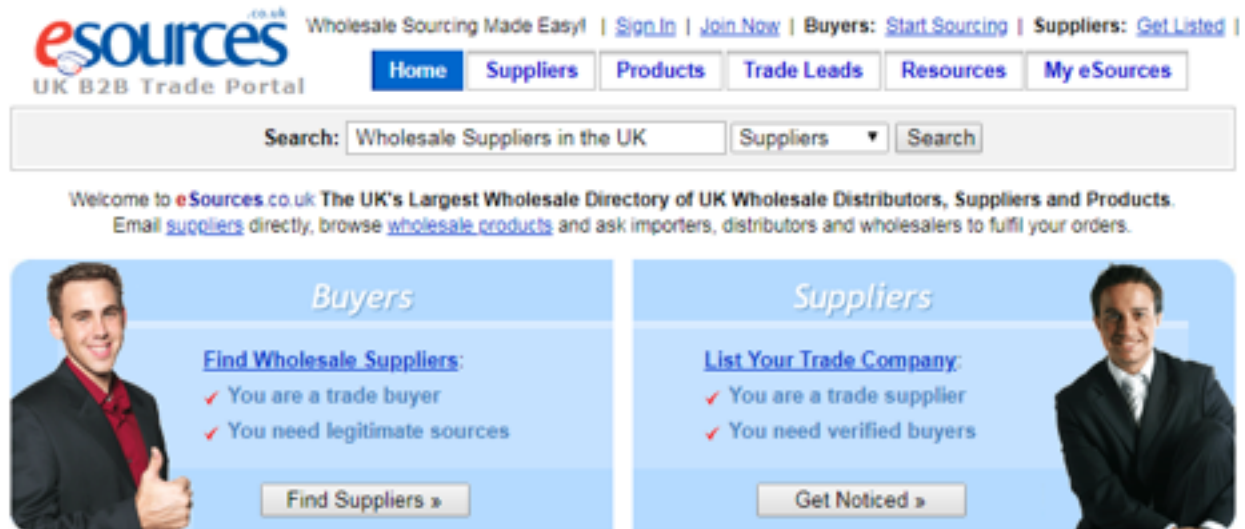 esources.co.uk
UK B2B Trade Portal
Wholesale Sourcing Made Easy! | Sign In | Join Now | Buyers: Start Sourcing | Suppliers: Get Listed |
Home Suppliers Products Trade Leads Resources My eSources
Search: Wholesale Suppliers in the UK Suppliers Search
Welcome to eSources.co.uk The UK's Largest Wholesale Directory of UK Wholesale Distributors, Suppliers and Products.
Email suppliers directly, browse wholesale products and ask importers, distributors and wholesalers to fulfil your orders.
Buyers
Find Wholesale Suppliers:
You are a trade buyer
You need legitimate sources
Find Suppliers »
Suppliers
List Your Trade Company:
You are a trade supplier
You need verified buyers
Get Noticed »